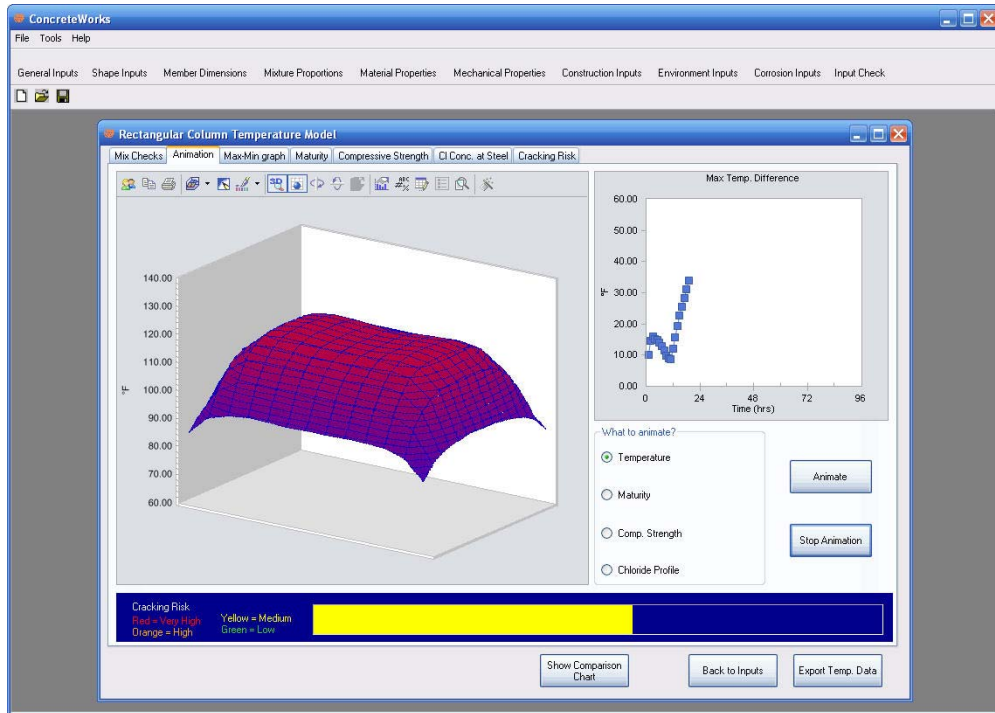 ConcreteWorks
File Tools Help
General Inputs Shape Inputs Member Dimensions Mixture Proportions Material Properties Mechanical Properties Construction Inputs Environment Inputs Corrosion Inputs Input Check
Rectangular Column Temperature Model
Mix Checks Animation Max-Min graph Maturity Compressive Strength Cl Conc. at Steel Cracking Risk
3D ABC
140.00
130.00
120.00
110.00
100.00
90.00
80.00
70.00
60.00
°F
Max Temp. Difference
60.00
50.00
40.00
30.00
20.00
10.00
0.00
°F
0 24 48 72 96
Time (hrs)
What to animate?
Temperature
Maturity
Comp. Strength
Chloride Profile
Animate
Stop Animation
Cracking Risk
Red = Very High Yellow = Medium
Orange = High Green = Low
Show Comparison
Chart
Back to Inputs
Export Temp. Data